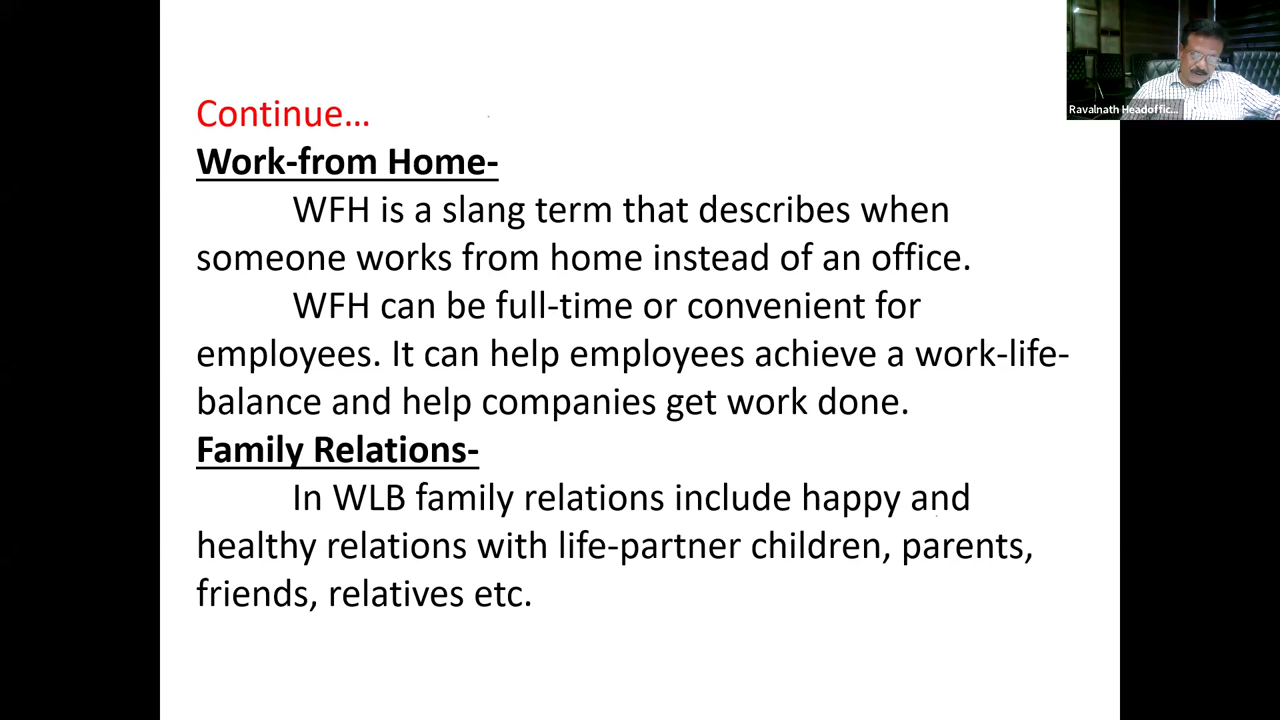 Continue...
Work-from Home-
WFH is a slang term that describes when
someone works from home instead of an office.
WFH can be full-time or convenient for
employees. It can help employees achieve a work-life-
balance and help companies get work done.
Family Relations-
In WLB family relations include happy and
healthy relations with life-partner children, parents,
friends, relatives etc.
Ravalnath Headoffic...